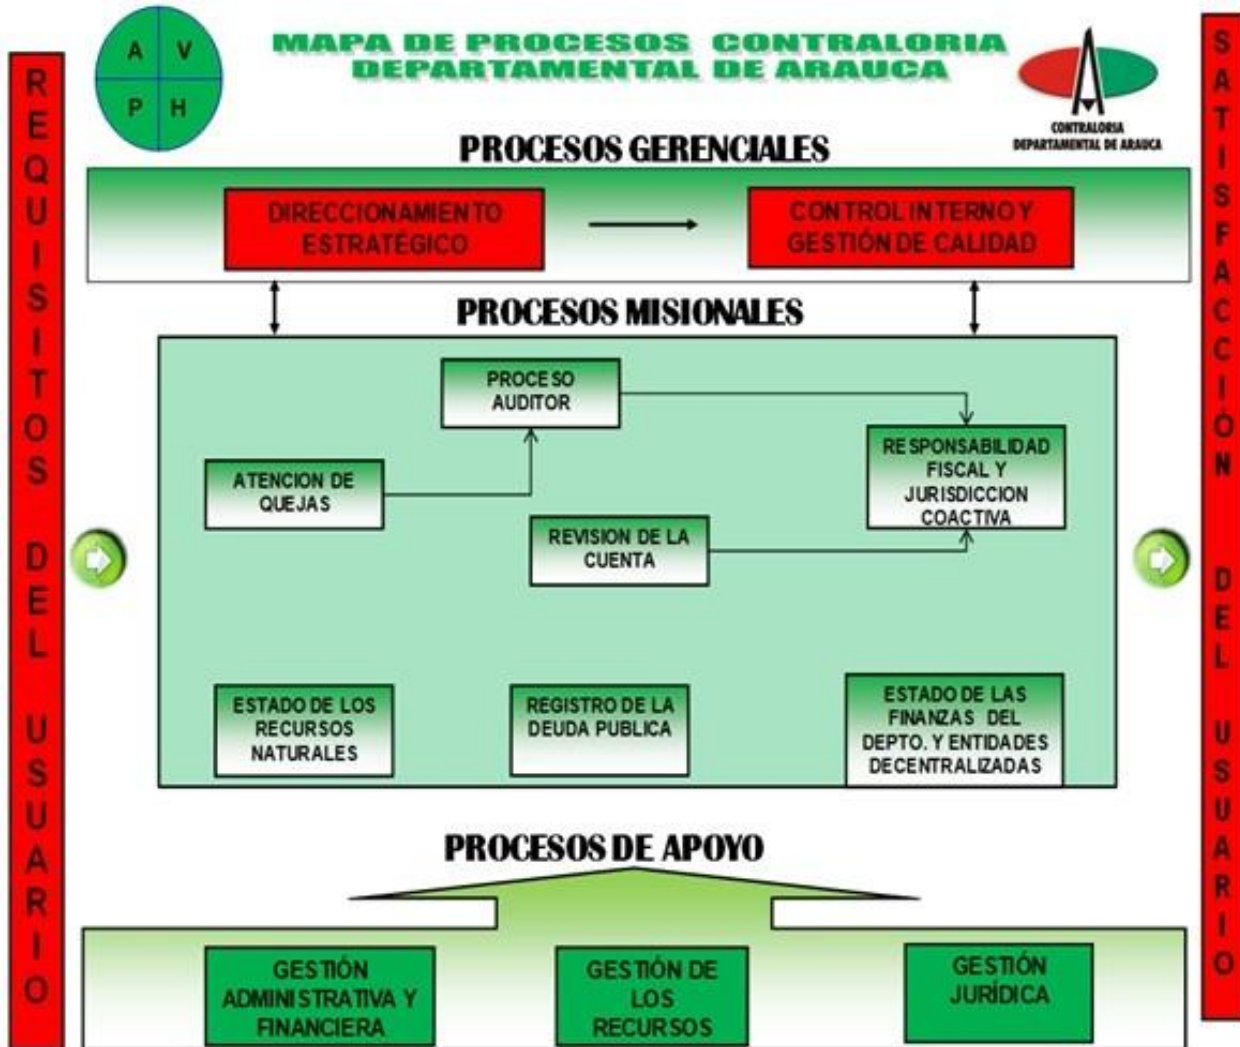 A V
P H
MAPA DE PROCESOS CONTRALORIA
DEPARTAMENTAL DE ARAUCA
CONTRALORIA
DEPARTAMENTAL DE ARAUCA
REQUISITOS DEL USUARIO
PROCESOS GERENCIALES
DIRECCIONAMIENTO
ESTRATÉGICO
CONTROL INTERNO Y
GESTIÓN DE CALIDAD
PROCESOS MISIONALES
PROCESO
AUDITOR
RESPONSABILIDAD
FISCAL Y
JURISDICCION
COACTIVA
ATENCION DE
QUEJAS
REVISION DE LA
CUENTA
ESTADO DE LOS
RECURSOS
NATURALES
REGISTRO DE LA
DEUDA PUBLICA
ESTADO DE LAS
FINANZAS DEL
DEPTO. Y ENTIDADES
DECENTRALIZADAS
PROCESOS DE APOYO
GESTIÓN
ADMINISTRATIVA Y
FINANCIERA
GESTIÓN DE
LOS
RECURSOS
GESTIÓN
JURÍDICA
SATISFACCIÓN DEL USUARIO